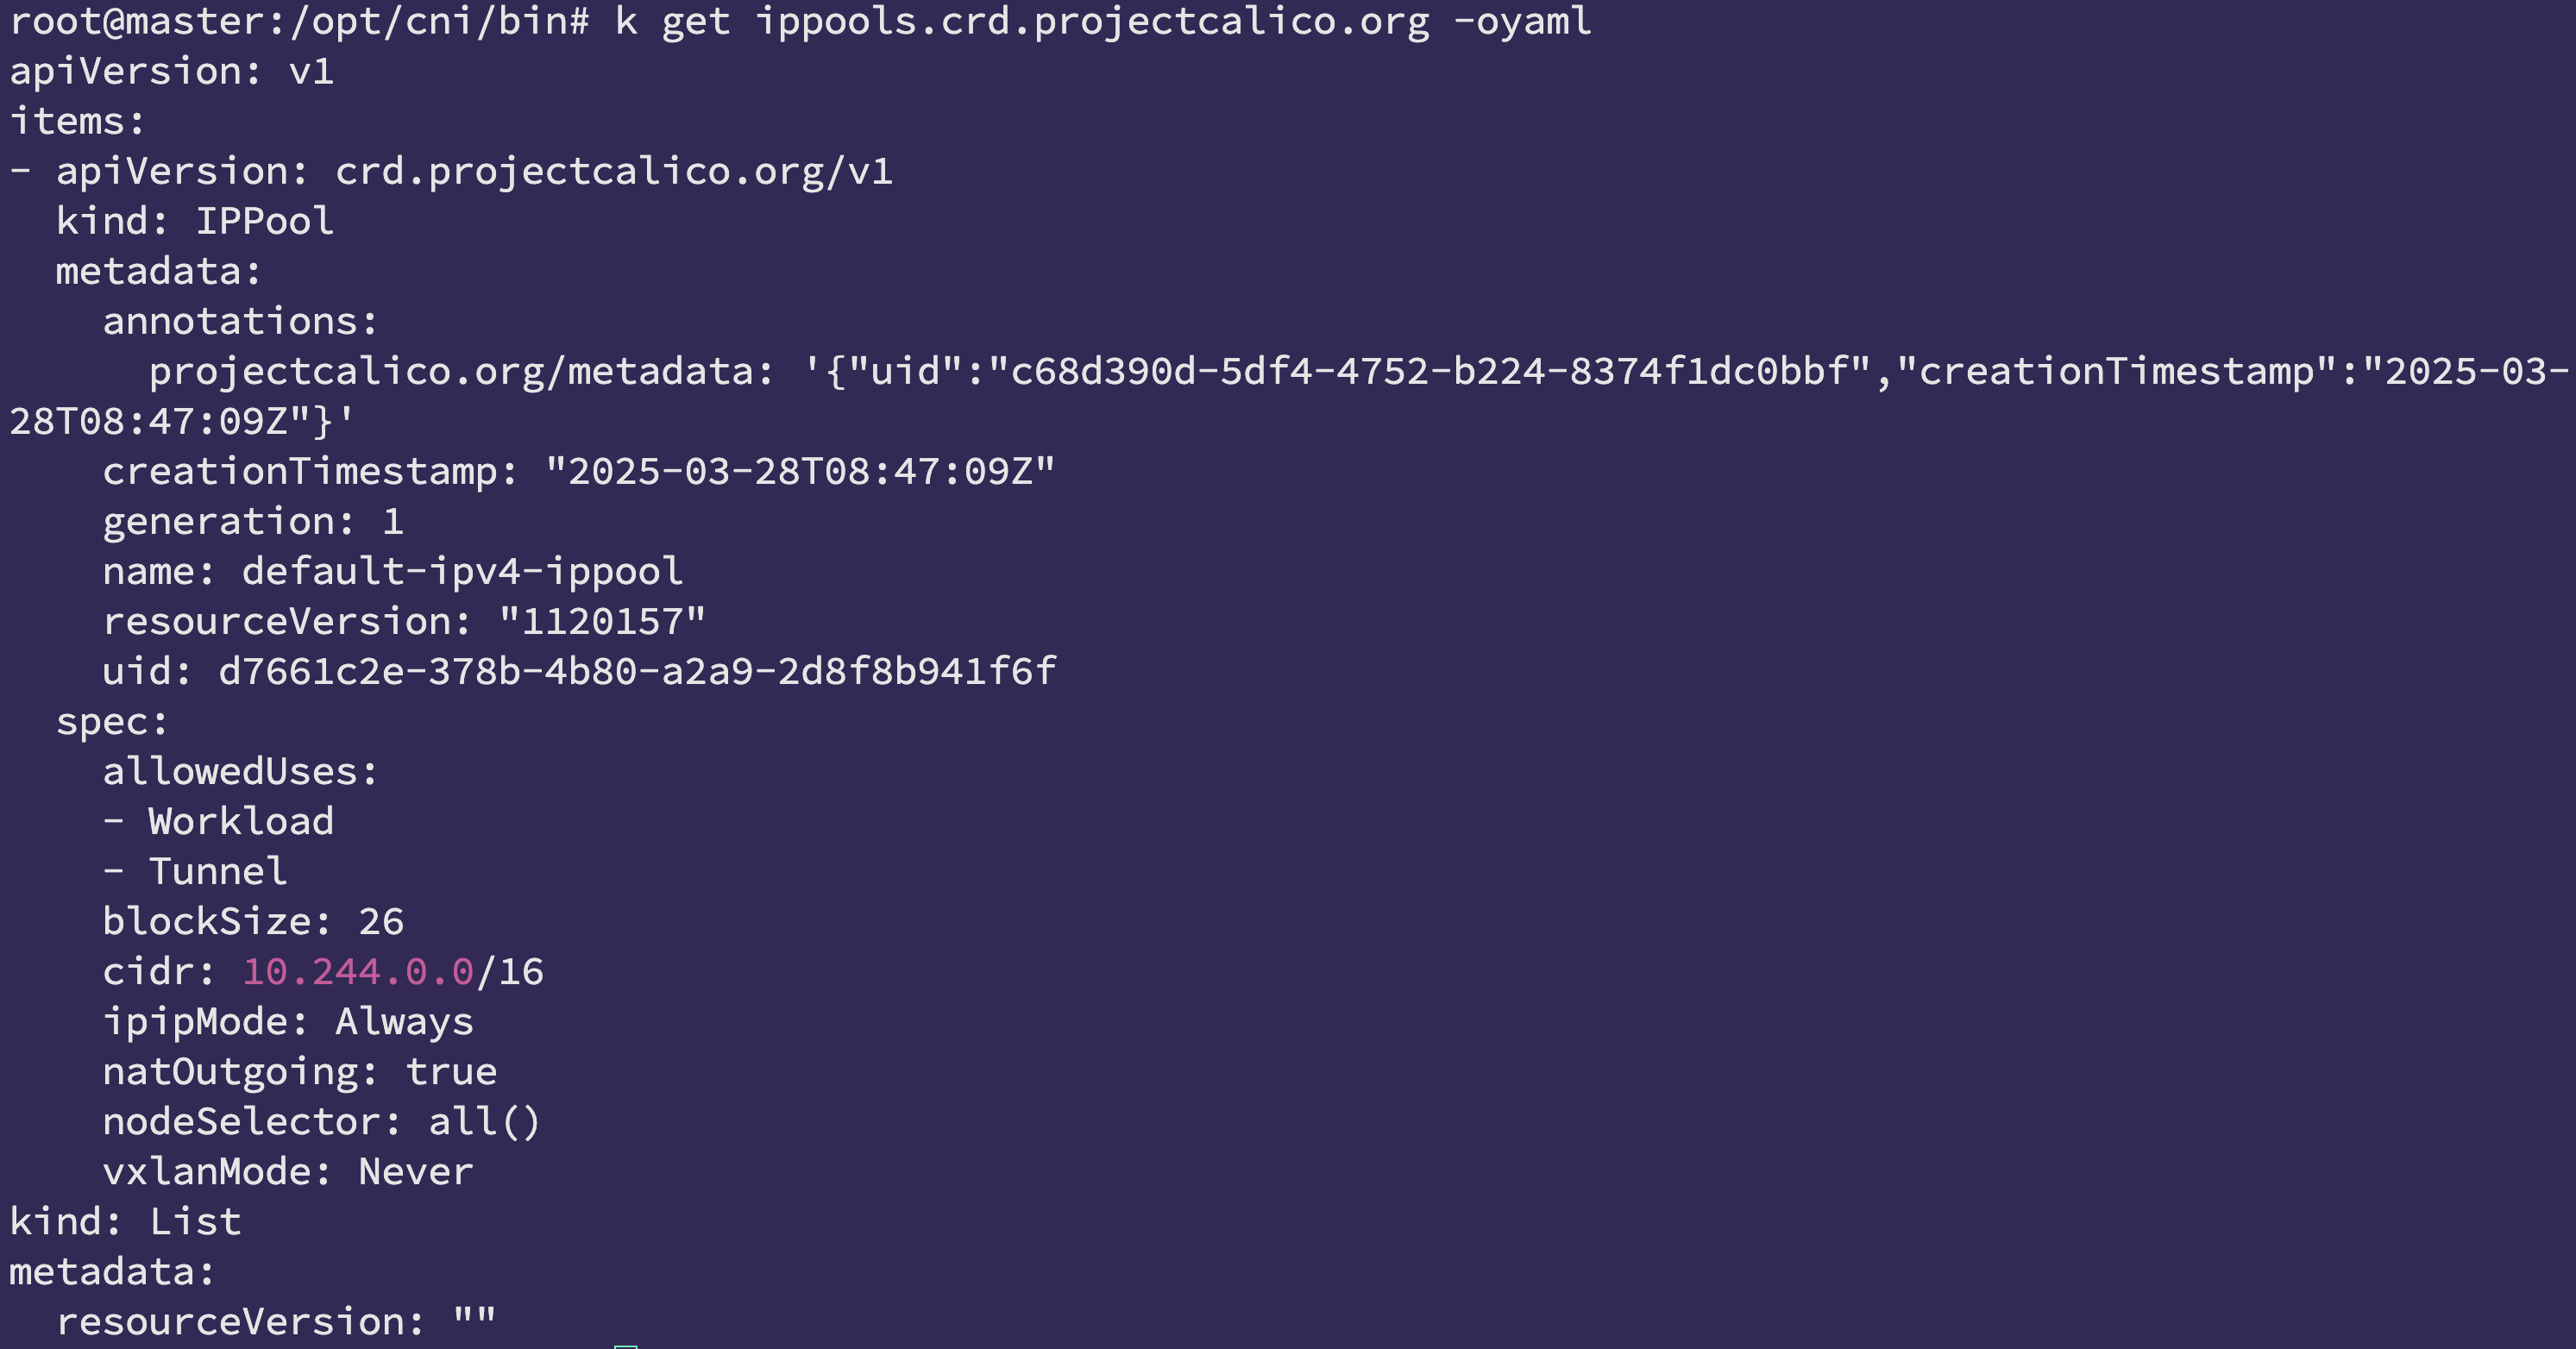 root@master:/opt/cni/bin# k get ippools.crd.projectcalico.org -oyaml
apiVersion: v1
items:
- apiVersion: crd.projectcalico.org/v1
  kind: IPPool
  metadata:
    annotations:
      projectcalico.org/metadata: '{"uid":"c68d390d-5df4-4752-b224-8374f1dc0bbf","creationTimestamp":"2025-03-
28T08:47:09Z"}'
    creationTimestamp: "2025-03-28T08:47:09Z"
    generation: 1
    name: default-ipv4-ippool
    resourceVersion: "1120157"
    uid: d7661c2e-378b-4b80-a2a9-2d8f8b941f6f
  spec:
    allowedUses:
    - Workload
    - Tunnel
    blockSize: 26
    cidr: 10.244.0.0/16
    ipipMode: Always
    natOutgoing: true
    nodeSelector: all()
    vxlanMode: Never
kind: List
metadata:
  resourceVersion: ""